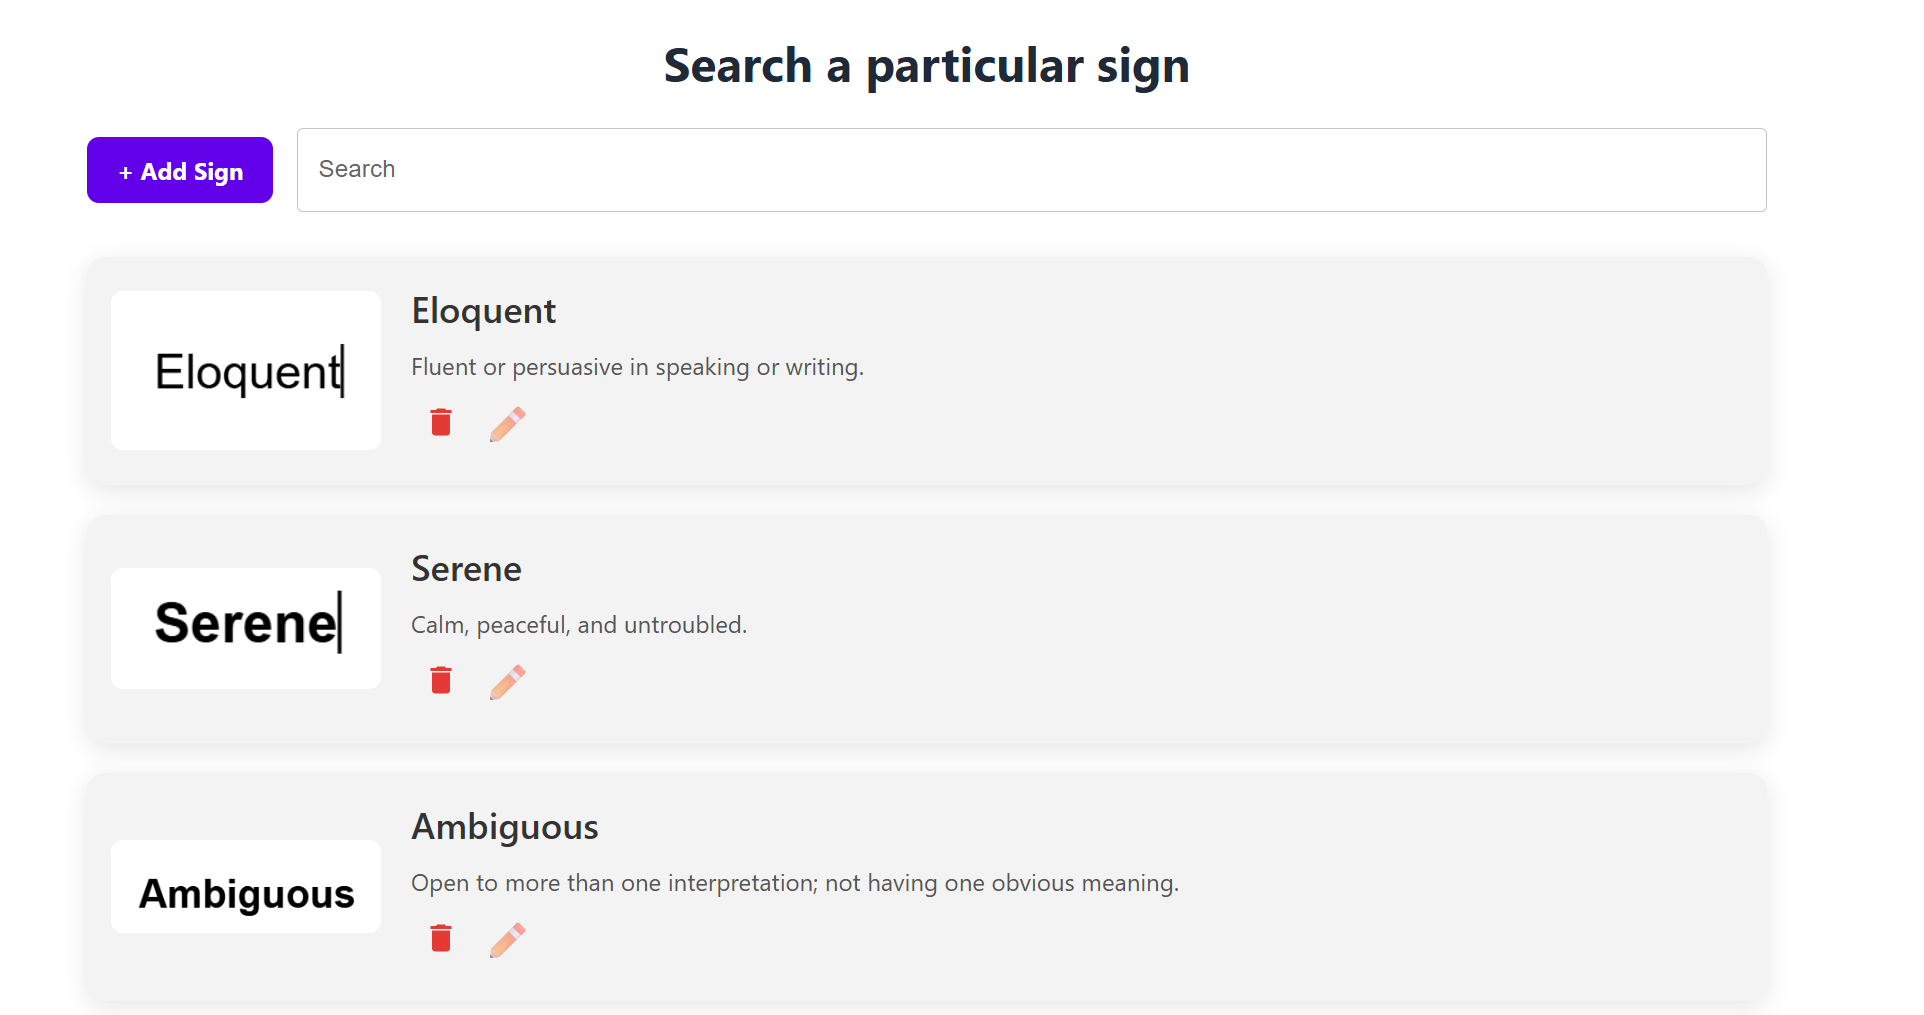 Search a particular sign
+ Add Sign
Search
Eloquent
Eloquent
Fluent or persuasive in speaking or writing.
Serene
Serene
Calm, peaceful, and untroubled.
Ambiguous
Ambiguous
Open to more than one interpretation; not having one obvious meaning.